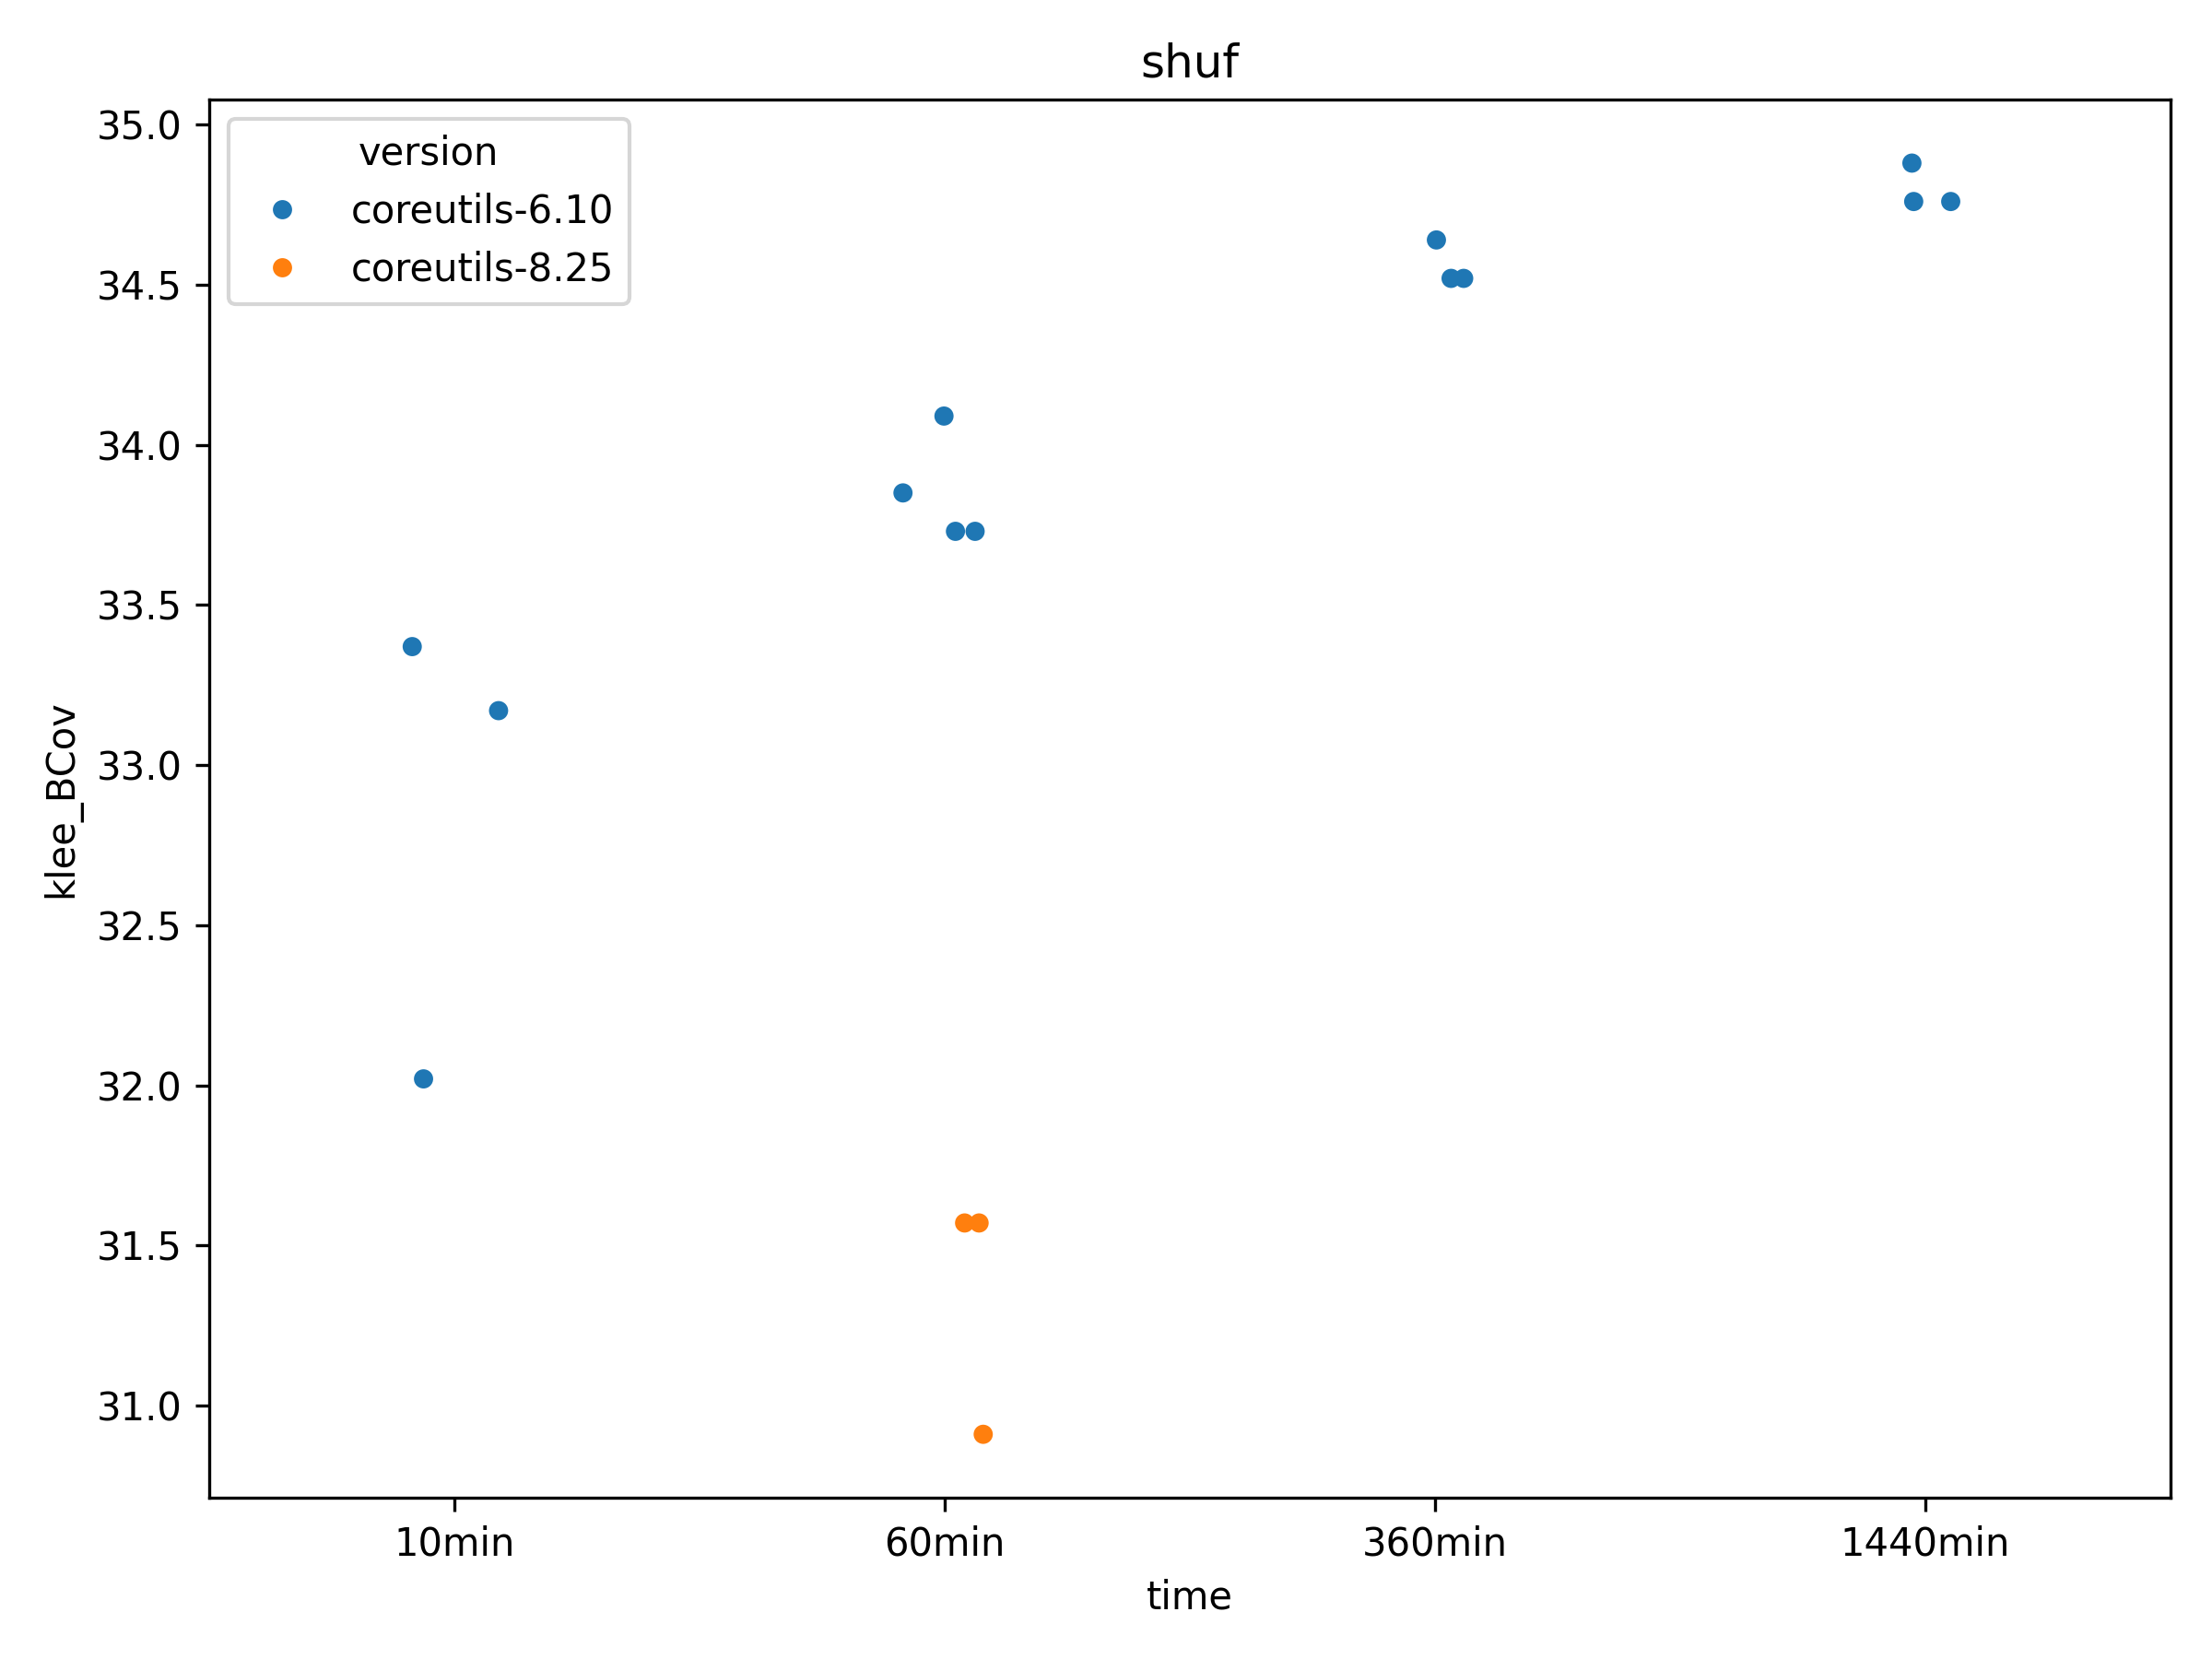 shuf
version
coreutils-6.10
coreutils-8.25
35.0
34.5
34.0
33.5
33.0
32.5
32.0
31.5
31.0
klee_BCov
10min 60min 360min 1440min
time